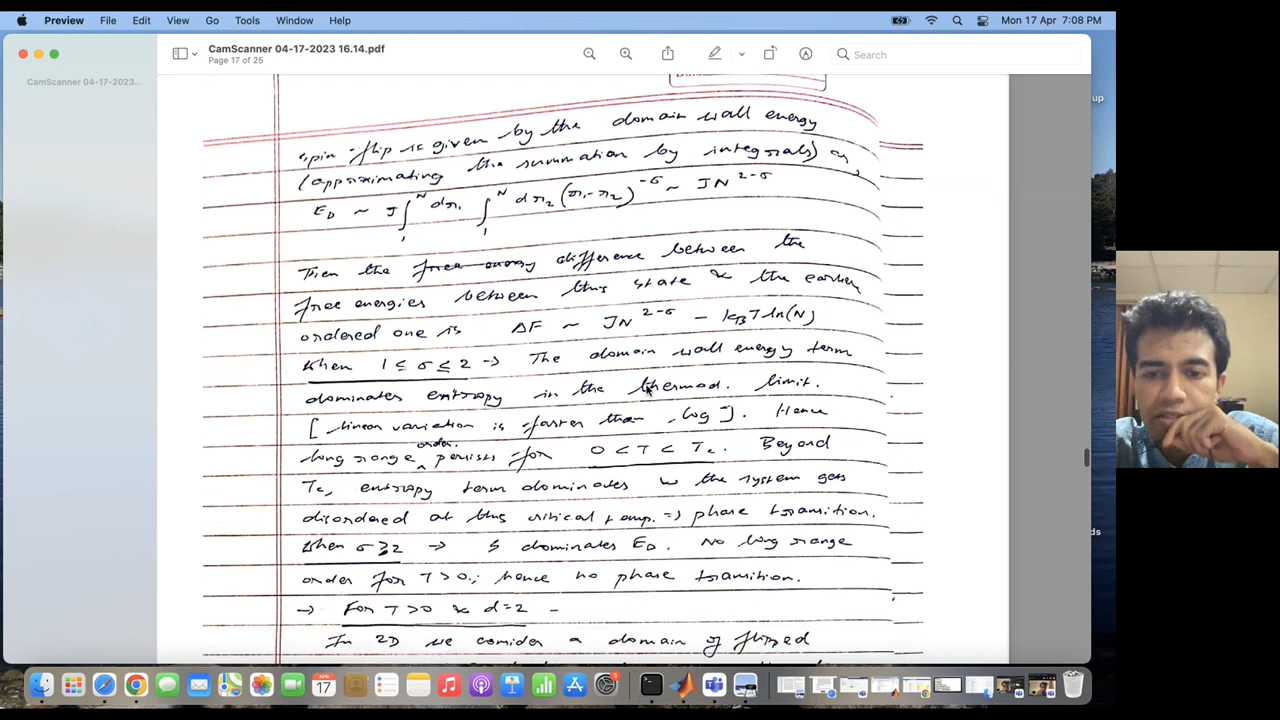 Preview File Edit View Go Tools Window Help Mon 17 Apr 7:08 PM
CamScanner 04-17-2023 16.14.pdf
Page 17 of 25
Search
CamScanner 04-17-2023...
spin flip is given by the domain wall energy
(approximating the summation by integrals) as,
E_D ~ J ∫_1^N dx_1 ∫_1^N dx_2 (x_1 - x_2)^{-σ} ~ JN^{2-σ}
Then the free energy difference between the
free energies between this state & the earlier
ordered one is ΔF ~ JN^{2-σ} - k_BT ln(N)
When 1 ≤ σ ≤ 2 → The domain wall energy term
dominates entropy in the thermod. limit.
[ linear variation is faster than log ]. Hence
long range order persists for 0 < T < T_c. Beyond
T_c, entropy term dominates & the system gets
disordered at this critical temp. ⇒ phase transition.
When σ ≥ 2 → S dominates E_D. No long range
order for T > 0; hence no phase transition.
→ For T > 0 & d = 2 -
In 2D we consider a domain of flipped
17
up
ds